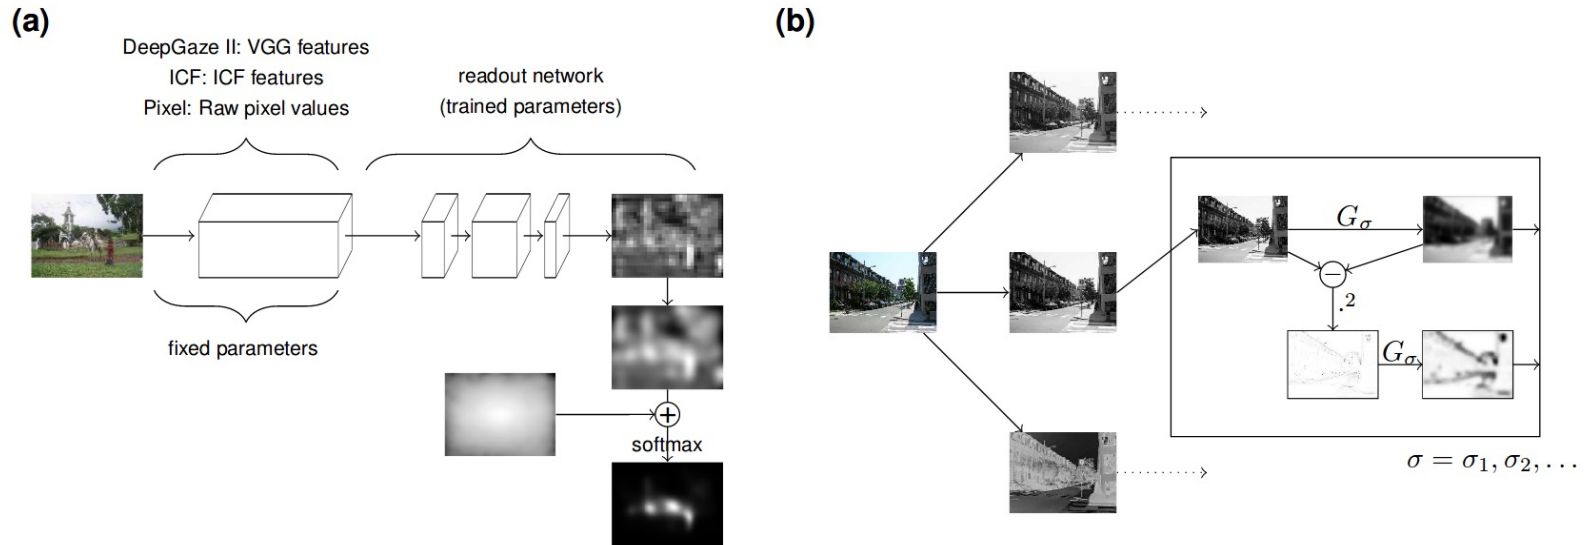 (a)
DeepGaze II: VGG features
ICF: ICF features
Pixel: Raw pixel values
readout network
(trained parameters)
fixed parameters
+
softmax
(b)
Gσ
−
.²
Gσ
σ = σ₁, σ₂, . . .